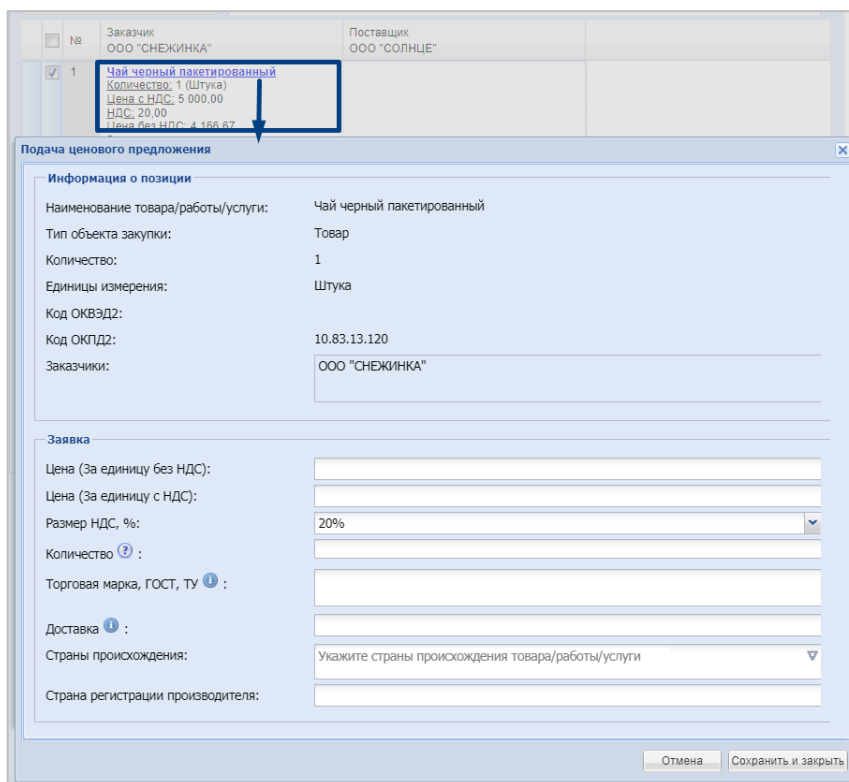 № Заказчик Поставщик
ООО "СНЕЖИНКА" ООО "СОЛНЦЕ"
1 Чай черный пакетированный
Количество: 1 (Штука)
Цена с НДС: 5 000,00
НДС: 20,00
Цена без НДС: 4 166,67
Подача ценового предложения
Информация о позиции
Наименование товара/работы/услуги: Чай черный пакетированный
Тип объекта закупки: Товар
Количество: 1
Единицы измерения: Штука
Код ОКВЭД2:
Код ОКПД2: 10.83.13.120
Заказчики: ООО "СНЕЖИНКА"
Заявка
Цена (За единицу без НДС):
Цена (За единицу с НДС):
Размер НДС, %: 20%
Количество ? :
Торговая марка, ГОСТ, ТУ i :
Доставка i :
Страны происхождения: Укажите страны происхождения товара/работы/услуги
Страна регистрации производителя:
Отмена Сохранить и закрыть